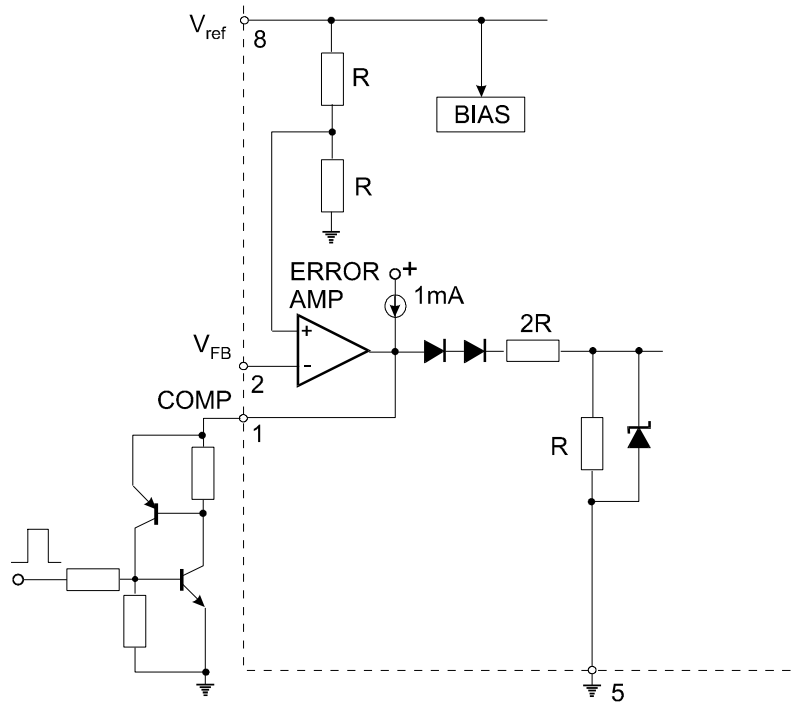 Vref
8
R
BIAS
R
ERROR
AMP
+
1mA
2R
+
VFB
-
2
COMP
1
R
5